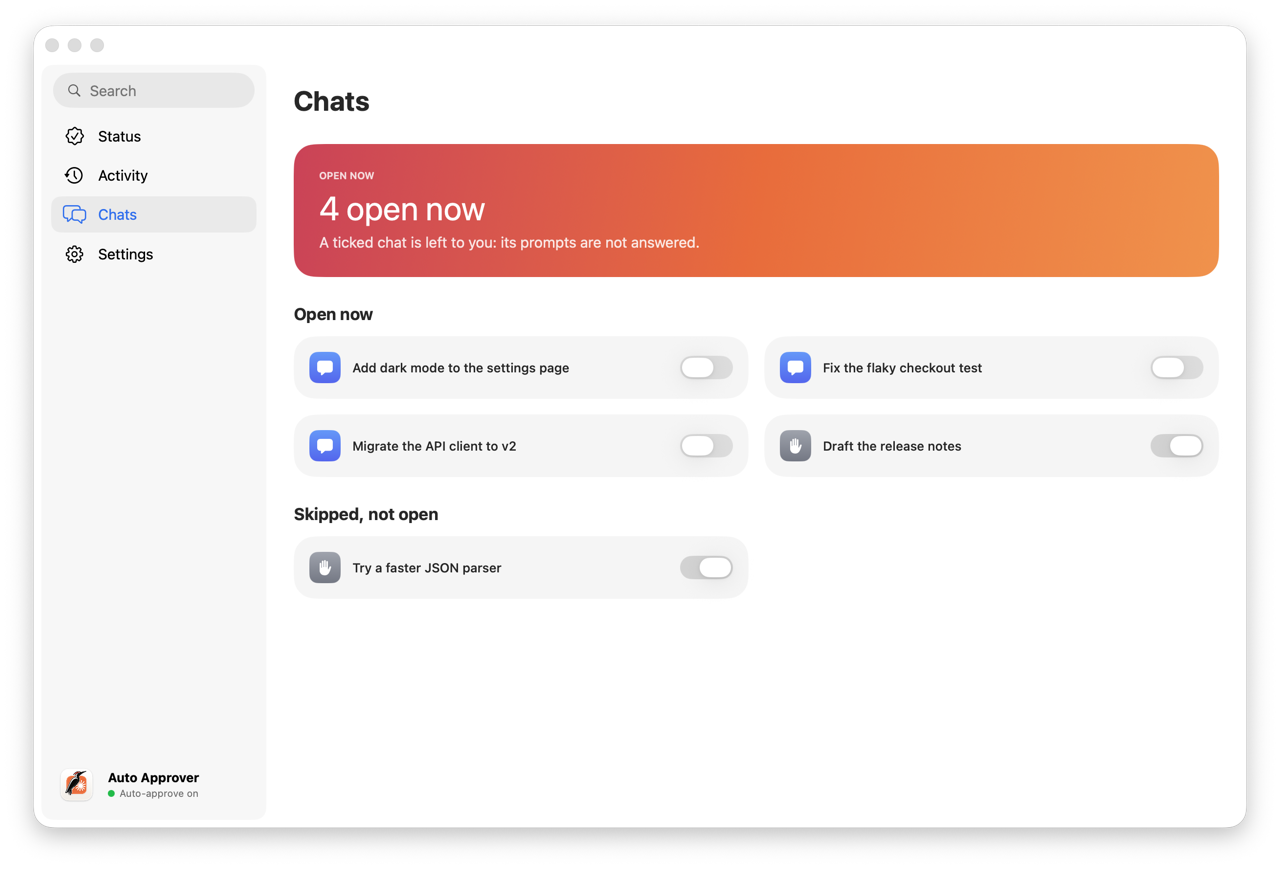 Search
Status
Activity
Chats
Settings
Auto Approver
Auto-approve on
Chats
OPEN NOW
4 open now
A ticked chat is left to you: its prompts are not answered.
Open now
Add dark mode to the settings page
Fix the flaky checkout test
Migrate the API client to v2
Draft the release notes
Skipped, not open
Try a faster JSON parser